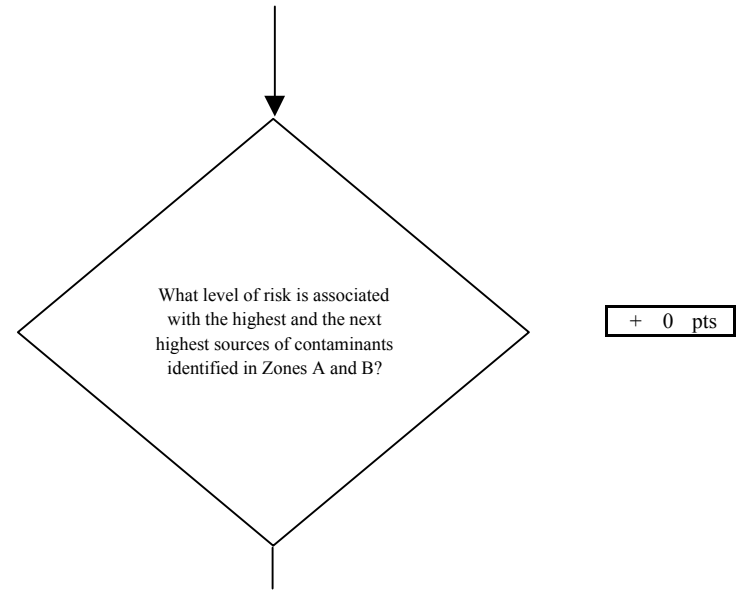 What level of risk is associated
with the highest and the next
highest sources of contaminants
identified in Zones A and B?
+ 0 pts